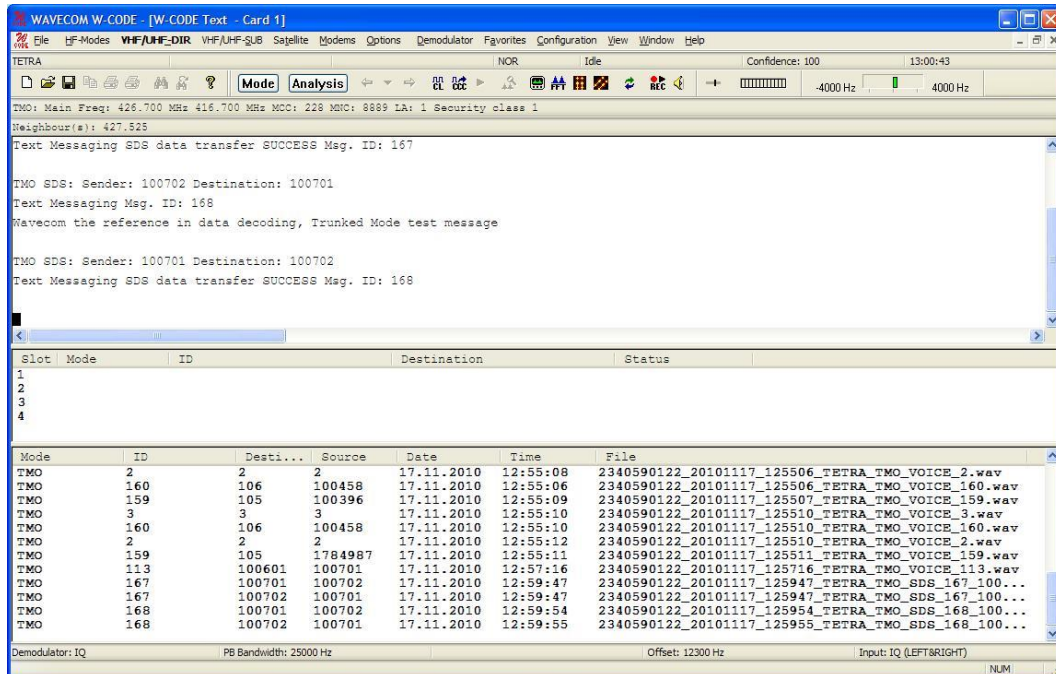 WAVECOM W-CODE - [W-CODE Text - Card 1]
File HF-Modes VHF/UHF-DIR VHF/UHF-SUB Satellite Modems Options Demodulator Favorites Configuration View Window Help
TETRA NOR Idle Confidence: 100 13:00:43
Mode Analysis CL CCC REC -4000 Hz 4000 Hz
TMO: Main Freq: 426.700 MHz 416.700 MHz MCC: 228 MNC: 8889 LA: 1 Security class 1
Neighbour(s): 427.525
Text Messaging SDS data transfer SUCCESS Msg. ID: 167
TMO SDS: Sender: 100702 Destination: 100701
Text Messaging Msg. ID: 168
Wavecom the reference in data decoding, Trunked Mode test message
TMO SDS: Sender: 100701 Destination: 100702
Text Messaging SDS data transfer SUCCESS Msg. ID: 168
Slot Mode ID Destination Status
1
2
3
4
Mode ID Desti... Source Date Time File
TMO 2 2 2 17.11.2010 12:55:08 2340590122_20101117_125506_TETRA_TMO_VOICE_2.wav
TMO 160 106 100458 17.11.2010 12:55:06 2340590122_20101117_125506_TETRA_TMO_VOICE_160.wav
TMO 159 105 100396 17.11.2010 12:55:09 2340590122_20101117_125507_TETRA_TMO_VOICE_159.wav
TMO 3 3 3 17.11.2010 12:55:10 2340590122_20101117_125510_TETRA_TMO_VOICE_3.wav
TMO 160 106 100458 17.11.2010 12:55:10 2340590122_20101117_125510_TETRA_TMO_VOICE_160.wav
TMO 2 2 2 17.11.2010 12:55:12 2340590122_20101117_125510_TETRA_TMO_VOICE_2.wav
TMO 159 105 1784987 17.11.2010 12:55:11 2340590122_20101117_125511_TETRA_TMO_VOICE_159.wav
TMO 113 100601 100701 17.11.2010 12:57:16 2340590122_20101117_125716_TETRA_TMO_VOICE_113.wav
TMO 167 100701 100702 17.11.2010 12:59:47 2340590122_20101117_125947_TETRA_TMO_SDS_167_100...
TMO 167 100702 100701 17.11.2010 12:59:47 2340590122_20101117_125947_TETRA_TMO_SDS_167_100...
TMO 168 100701 100702 17.11.2010 12:59:54 2340590122_20101117_125954_TETRA_TMO_SDS_168_100...
TMO 168 100702 100701 17.11.2010 12:59:55 2340590122_20101117_125955_TETRA_TMO_SDS_168_100...
Demodulator: IQ PB Bandwidth: 25000 Hz Offset: 12300 Hz Input: IQ (LEFT&RIGHT)
NUM